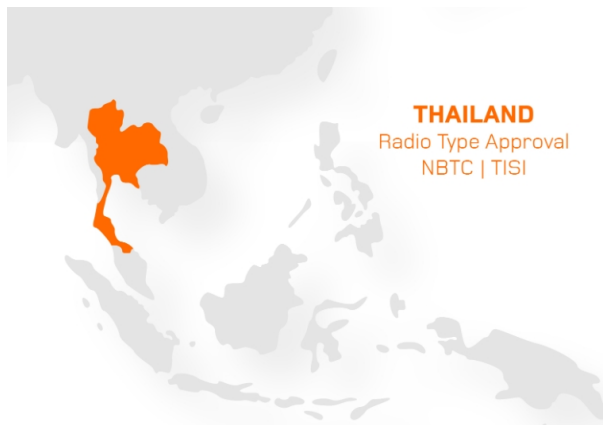 THAILAND
Radio Type Approval
NBTC | TISI